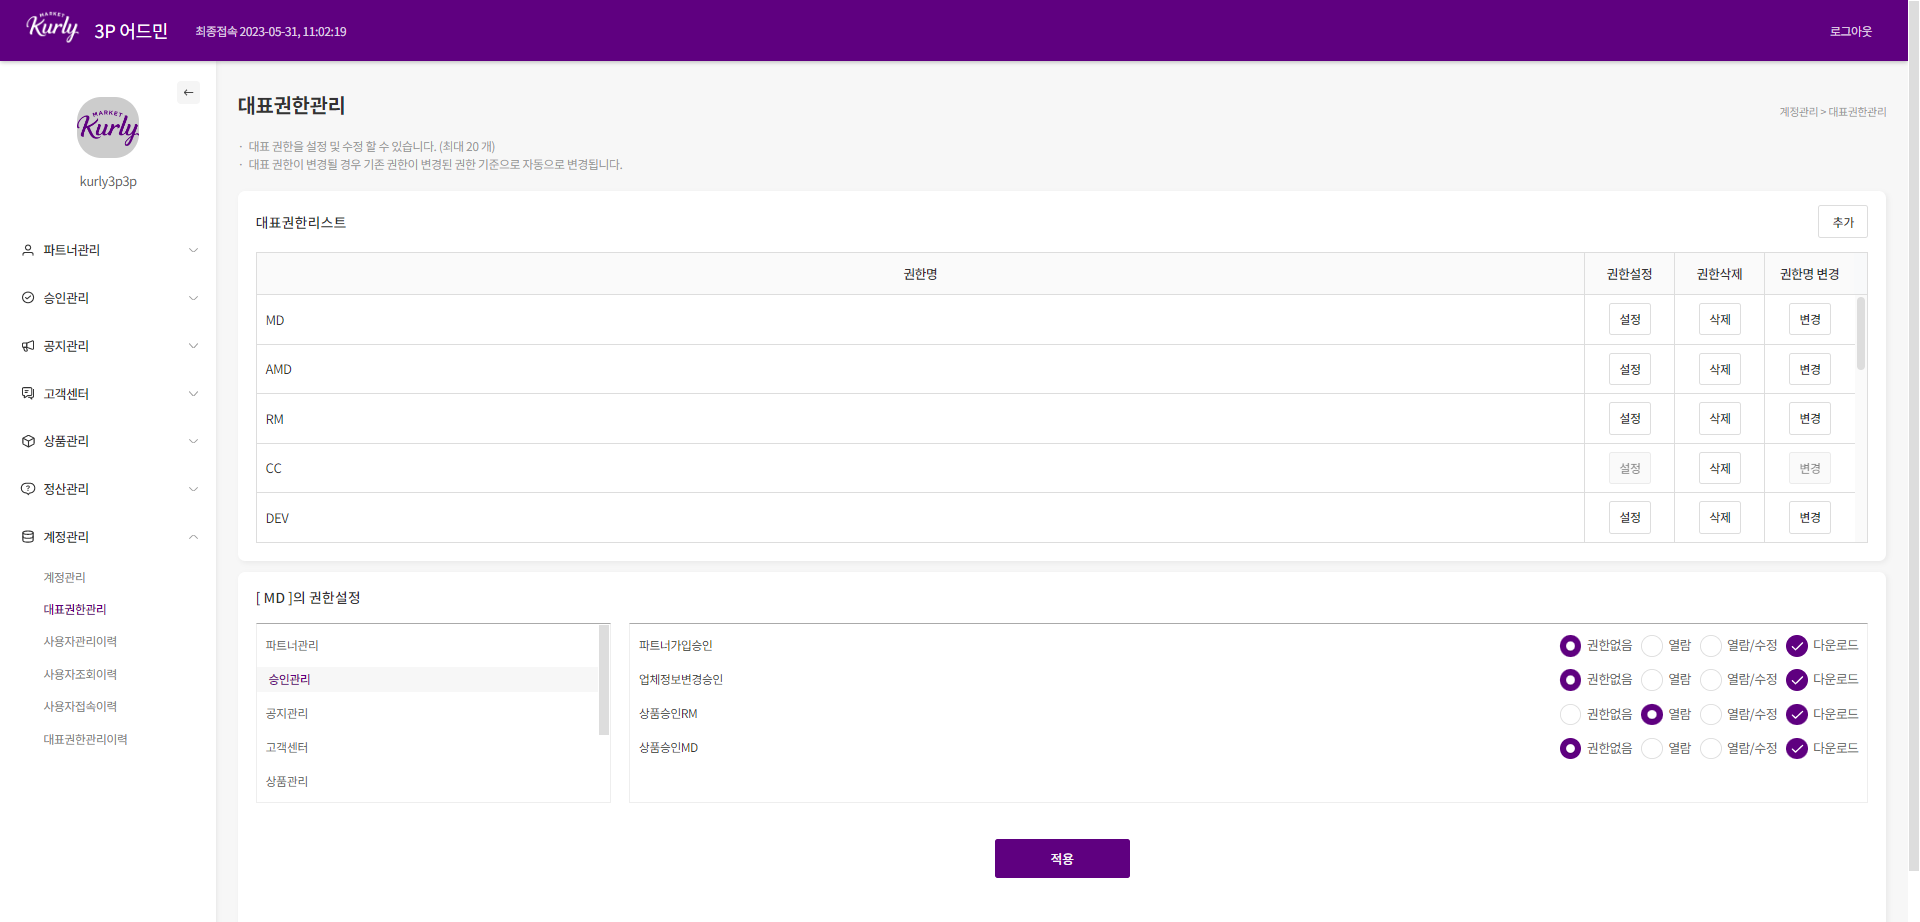 MARKET
Kurly
3P 어드민
최종접속 2023-05-31, 11:02:19
로그아웃
MARKET
Kurly
kurly3p3p
파트너관리
승인관리
공지관리
고객센터
상품관리
정산관리
계정관리
계정관리
대표권한관리
사용자관리이력
사용자조회이력
사용자접속이력
대표권한관리이력
대표권한관리
계정관리 > 대표권한관리
· 대표 권한을 설정 및 수정 할 수 있습니다. (최대 20 개)
· 대표 권한이 변경될 경우 기존 권한이 변경된 권한 기준으로 자동으로 변경됩니다.
대표권한리스트
추가
권한명 권한설정 권한삭제 권한명 변경
MD 설정 삭제 변경
AMD 설정 삭제 변경
RM 설정 삭제 변경
CC 설정 삭제 변경
DEV 설정 삭제 변경
[ MD ]의 권한설정
파트너관리
승인관리
공지관리
고객센터
상품관리
파트너가입승인 권한없음 열람 열람/수정 다운로드
업체정보변경승인 권한없음 열람 열람/수정 다운로드
상품승인RM 권한없음 열람 열람/수정 다운로드
상품승인MD 권한없음 열람 열람/수정 다운로드
적용